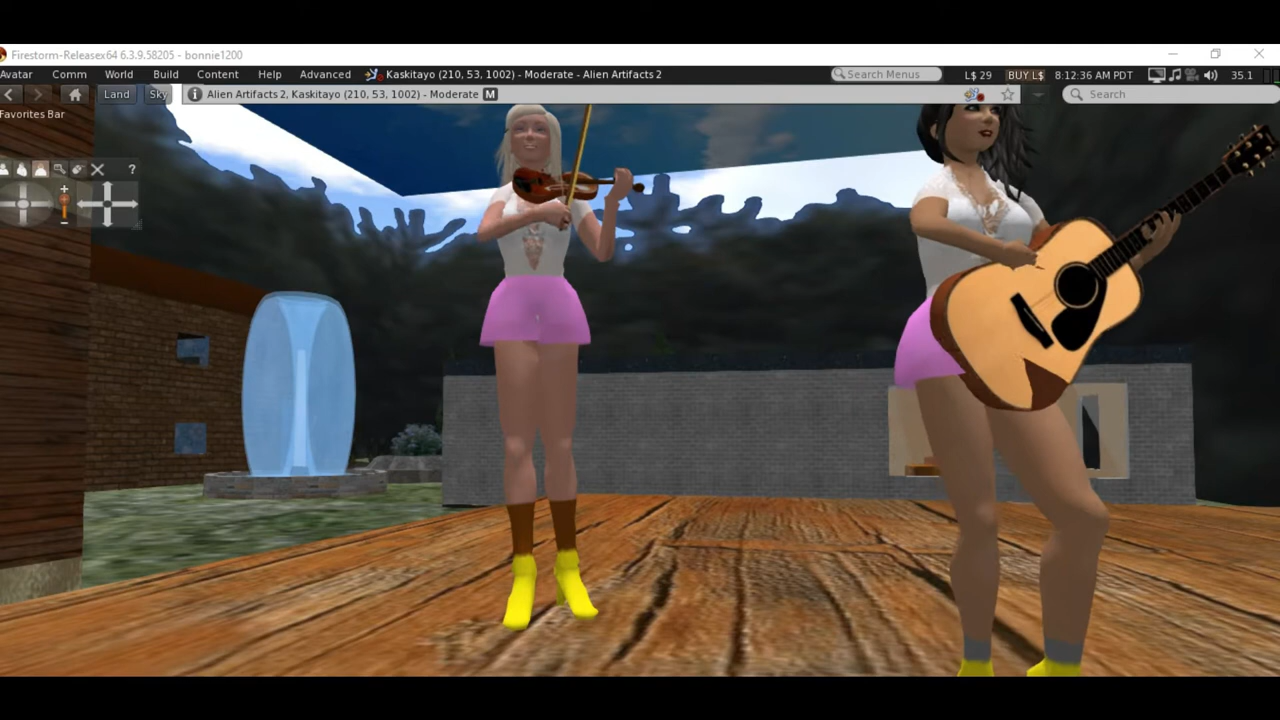 Firestorm-Releasex64 6.3.9.58205 - bonnie1200
Avatar Comm World Build Content Help Advanced Kaskitayo (210, 53, 1002) - Moderate - Alien Artifacts 2 Search Menus L$ 29 BUY L$ 8:12:36 AM PDT 35.1
Land Sky Alien Artifacts 2, Kaskitayo (210, 53, 1002) - Moderate M Search
Favorites Bar
?
+